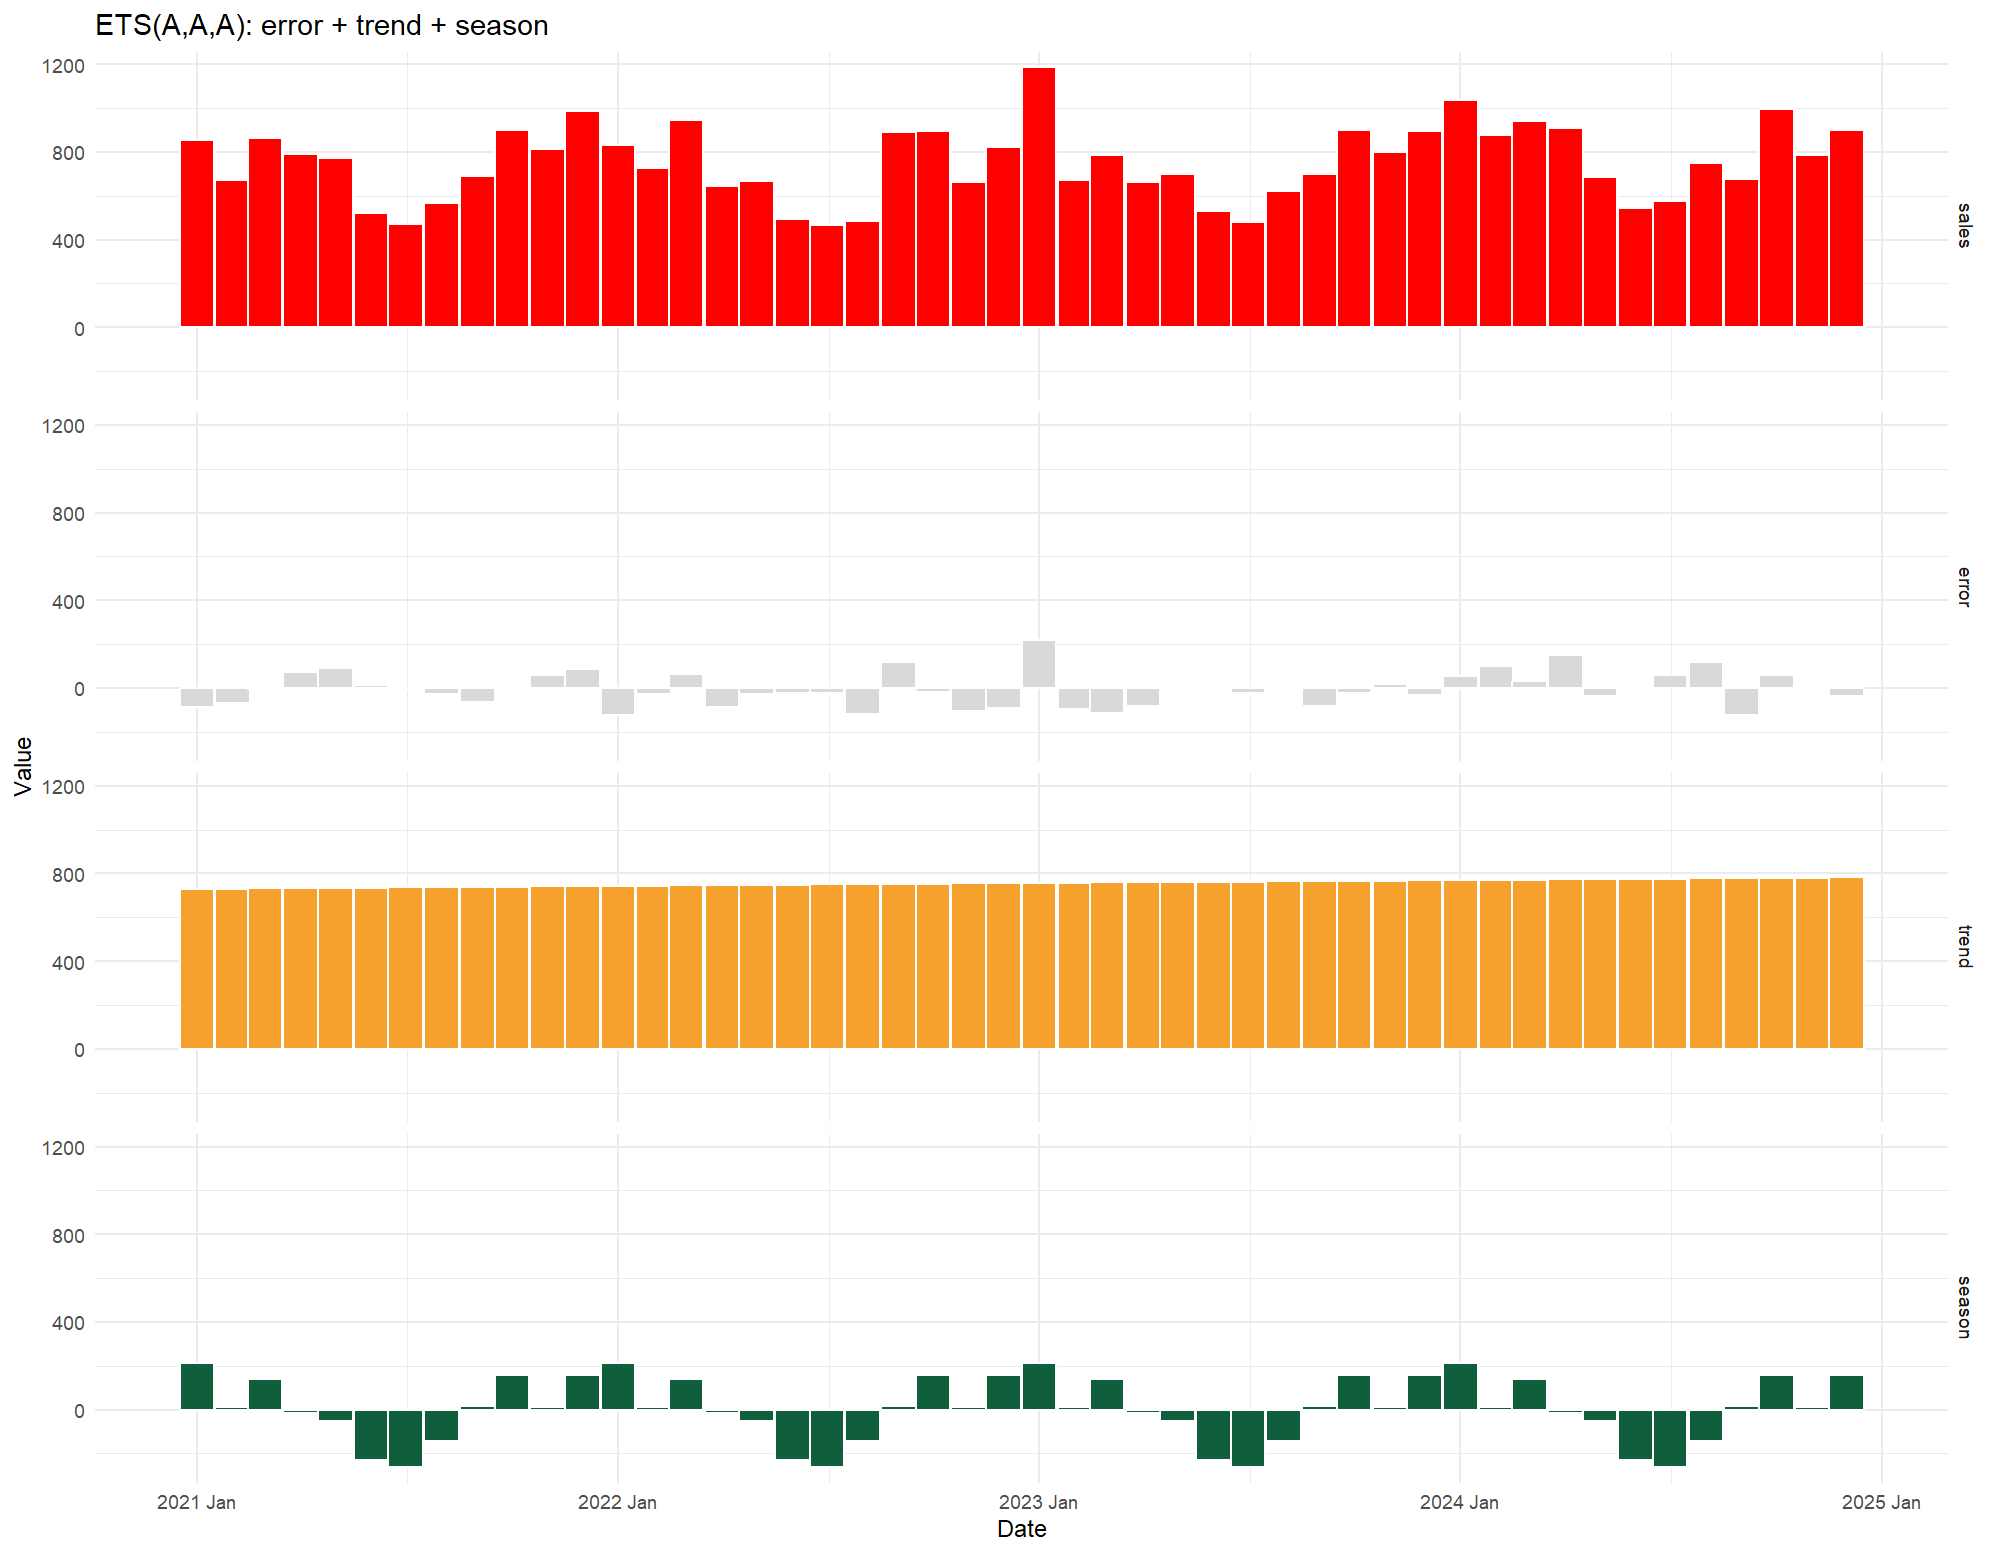 ETS(A,A,A): error + trend + season
1200
800
400
0
sales
1200
800
400
0
error
Value
1200
800
400
0
trend
1200
800
400
0
season
2021 Jan
2022 Jan
2023 Jan
2024 Jan
2025 Jan
Date